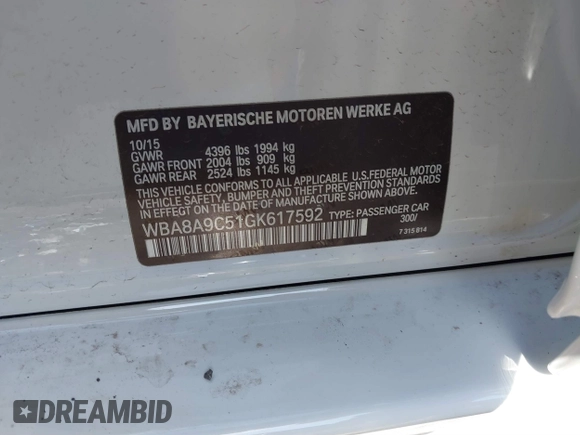 MFD BY BAYERISCHE MOTOREN WERKE AG
10/15
GVWR 4396 lbs 1994 kg
GAWR FRONT 2004 lbs 909 kg
GAWR REAR 2524 lbs 1145 kg
THIS VEHICLE CONFORMS TO ALL APPLICABLE U.S.FEDERAL MOTOR
VEHICLE SAFETY, BUMPER AND THEFT PREVENTION STANDARDS
IN EFFECT ON THE DATE OF MANUFACTURE SHOWN ABOVE.
WBA8A9C51GK617592 TYPE: PASSENGER CAR
300/
7 315 814
DREAMBID